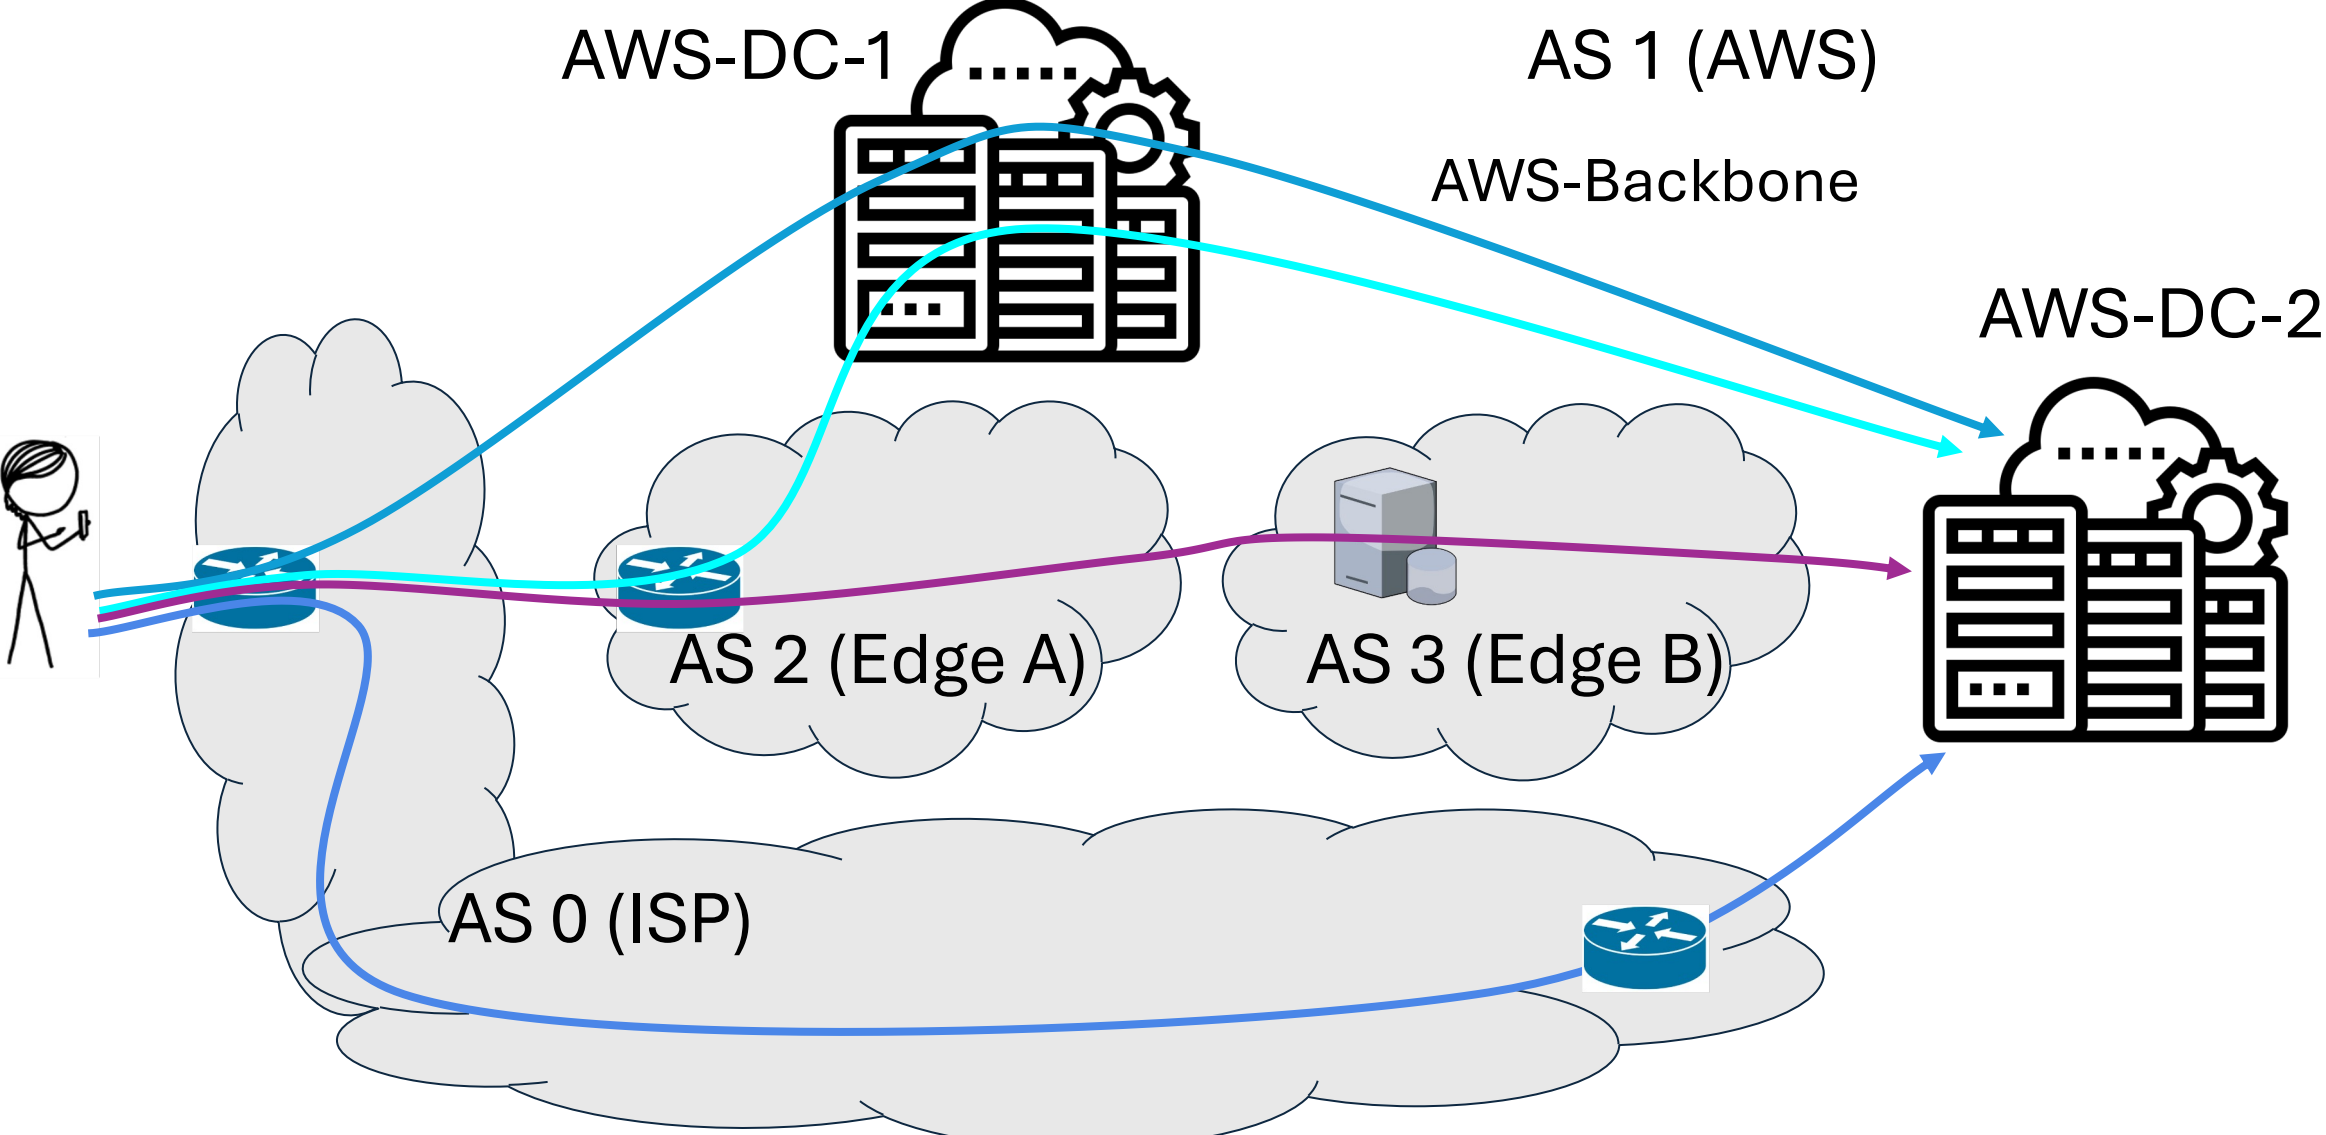 AWS-DC-1
AS 1 (AWS)
AWS-Backbone
AWS-DC-2
AS 2 (Edge A)
AS 3 (Edge B)
AS 0 (ISP)